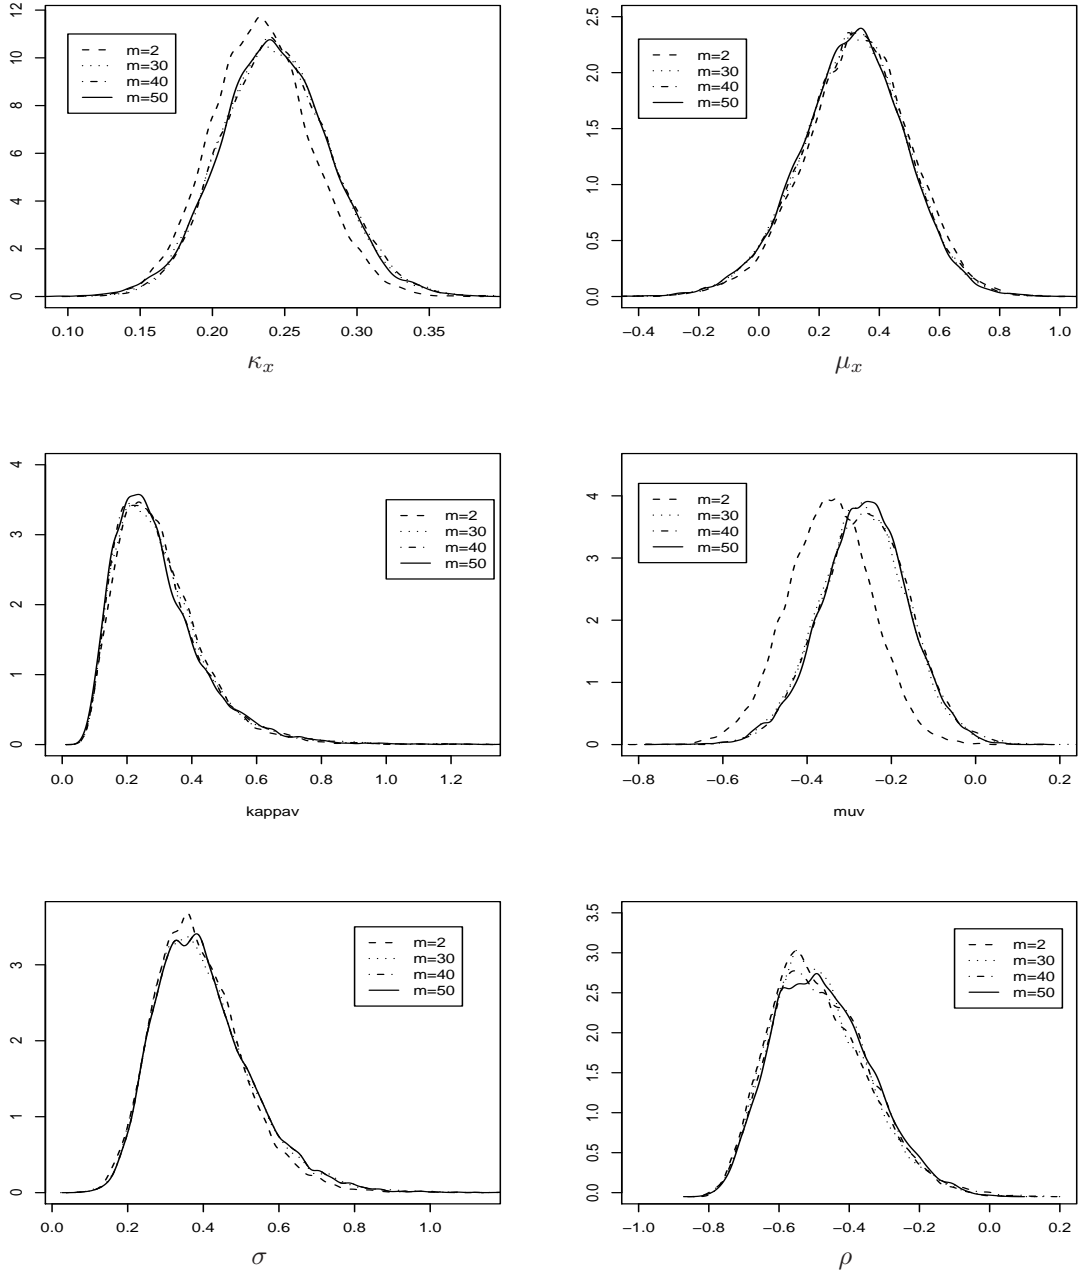 12
10
8
6
4
2
0
m=2
m=30
m=40
m=50
0.10 0.15 0.20 0.25 0.30 0.35
κx
2.5
2.0
1.5
1.0
0.5
0.0
m=2
m=30
m=40
m=50
−0.4 −0.2 0.0 0.2 0.4 0.6 0.8 1.0
μx
4
3
2
1
0
m=2
m=30
m=40
m=50
0.0 0.2 0.4 0.6 0.8 1.0 1.2
kappav
4
3
2
1
0
m=2
m=30
m=40
m=50
−0.8 −0.6 −0.4 −0.2 0.0 0.2
muv
3
2
1
0
m=2
m=30
m=40
m=50
0.0 0.2 0.4 0.6 0.8 1.0
σ
3.5
3.0
2.5
2.0
1.5
1.0
0.5
0.0
m=2
m=30
m=40
m=50
−1.0 −0.8 −0.6 −0.4 −0.2 0.0 0.2
ρ